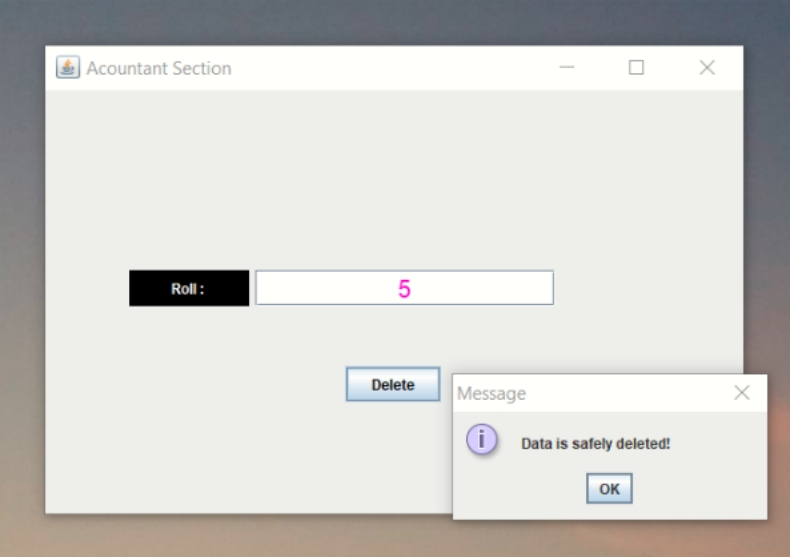 Acountant Section
Roll :
5
Delete
Message
Data is safely deleted!
OK